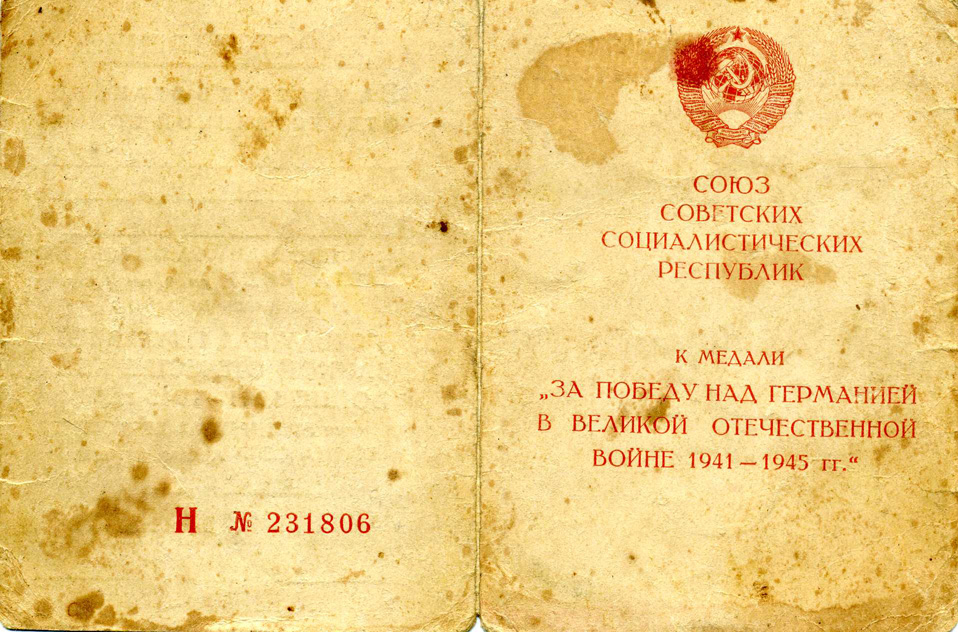 Н № 231806
СОЮЗ
СОВЕТСКИХ
СОЦИАЛИСТИЧЕСКИХ
РЕСПУБЛИК
К МЕДАЛИ
„ЗА ПОБЕДУ НАД ГЕРМАНИЕЙ
В ВЕЛИКОЙ ОТЕЧЕСТВЕННОЙ
ВОЙНЕ 1941 — 1945 гг.“